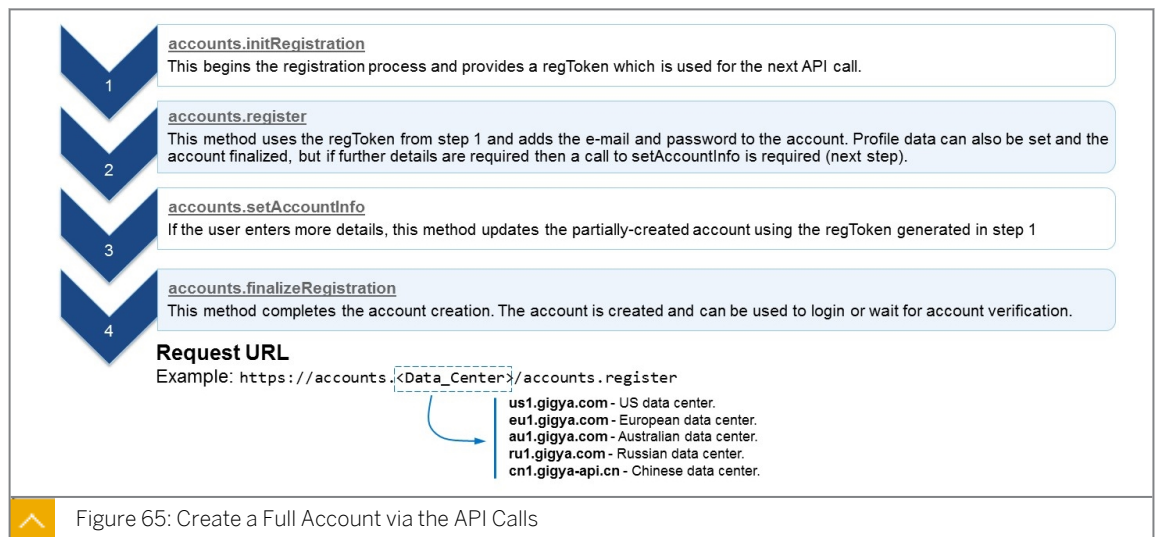 accounts.initRegistration
This begins the registration process and provides a regToken which is used for the next API call.
1
accounts.register
This method uses the regToken from step 1 and adds the e-mail and password to the account. Profile data can also be set and the
account finalized, but if further details are required then a call to setAccountInfo is required (next step).
2
accounts.setAccountInfo
If the user enters more details, this method updates the partially-created account using the regToken generated in step 1
3
accounts.finalizeRegistration
This method completes the account creation. The account is created and can be used to login or wait for account verification.
4
Request URL
Example: https://accounts.<Data_Center>/accounts.register
us1.gigya.com - US data center.
eu1.gigya.com - European data center.
au1.gigya.com - Australian data center.
ru1.gigya.com - Russian data center.
cn1.gigya-api.cn - Chinese data center.
Figure 65: Create a Full Account via the API Calls